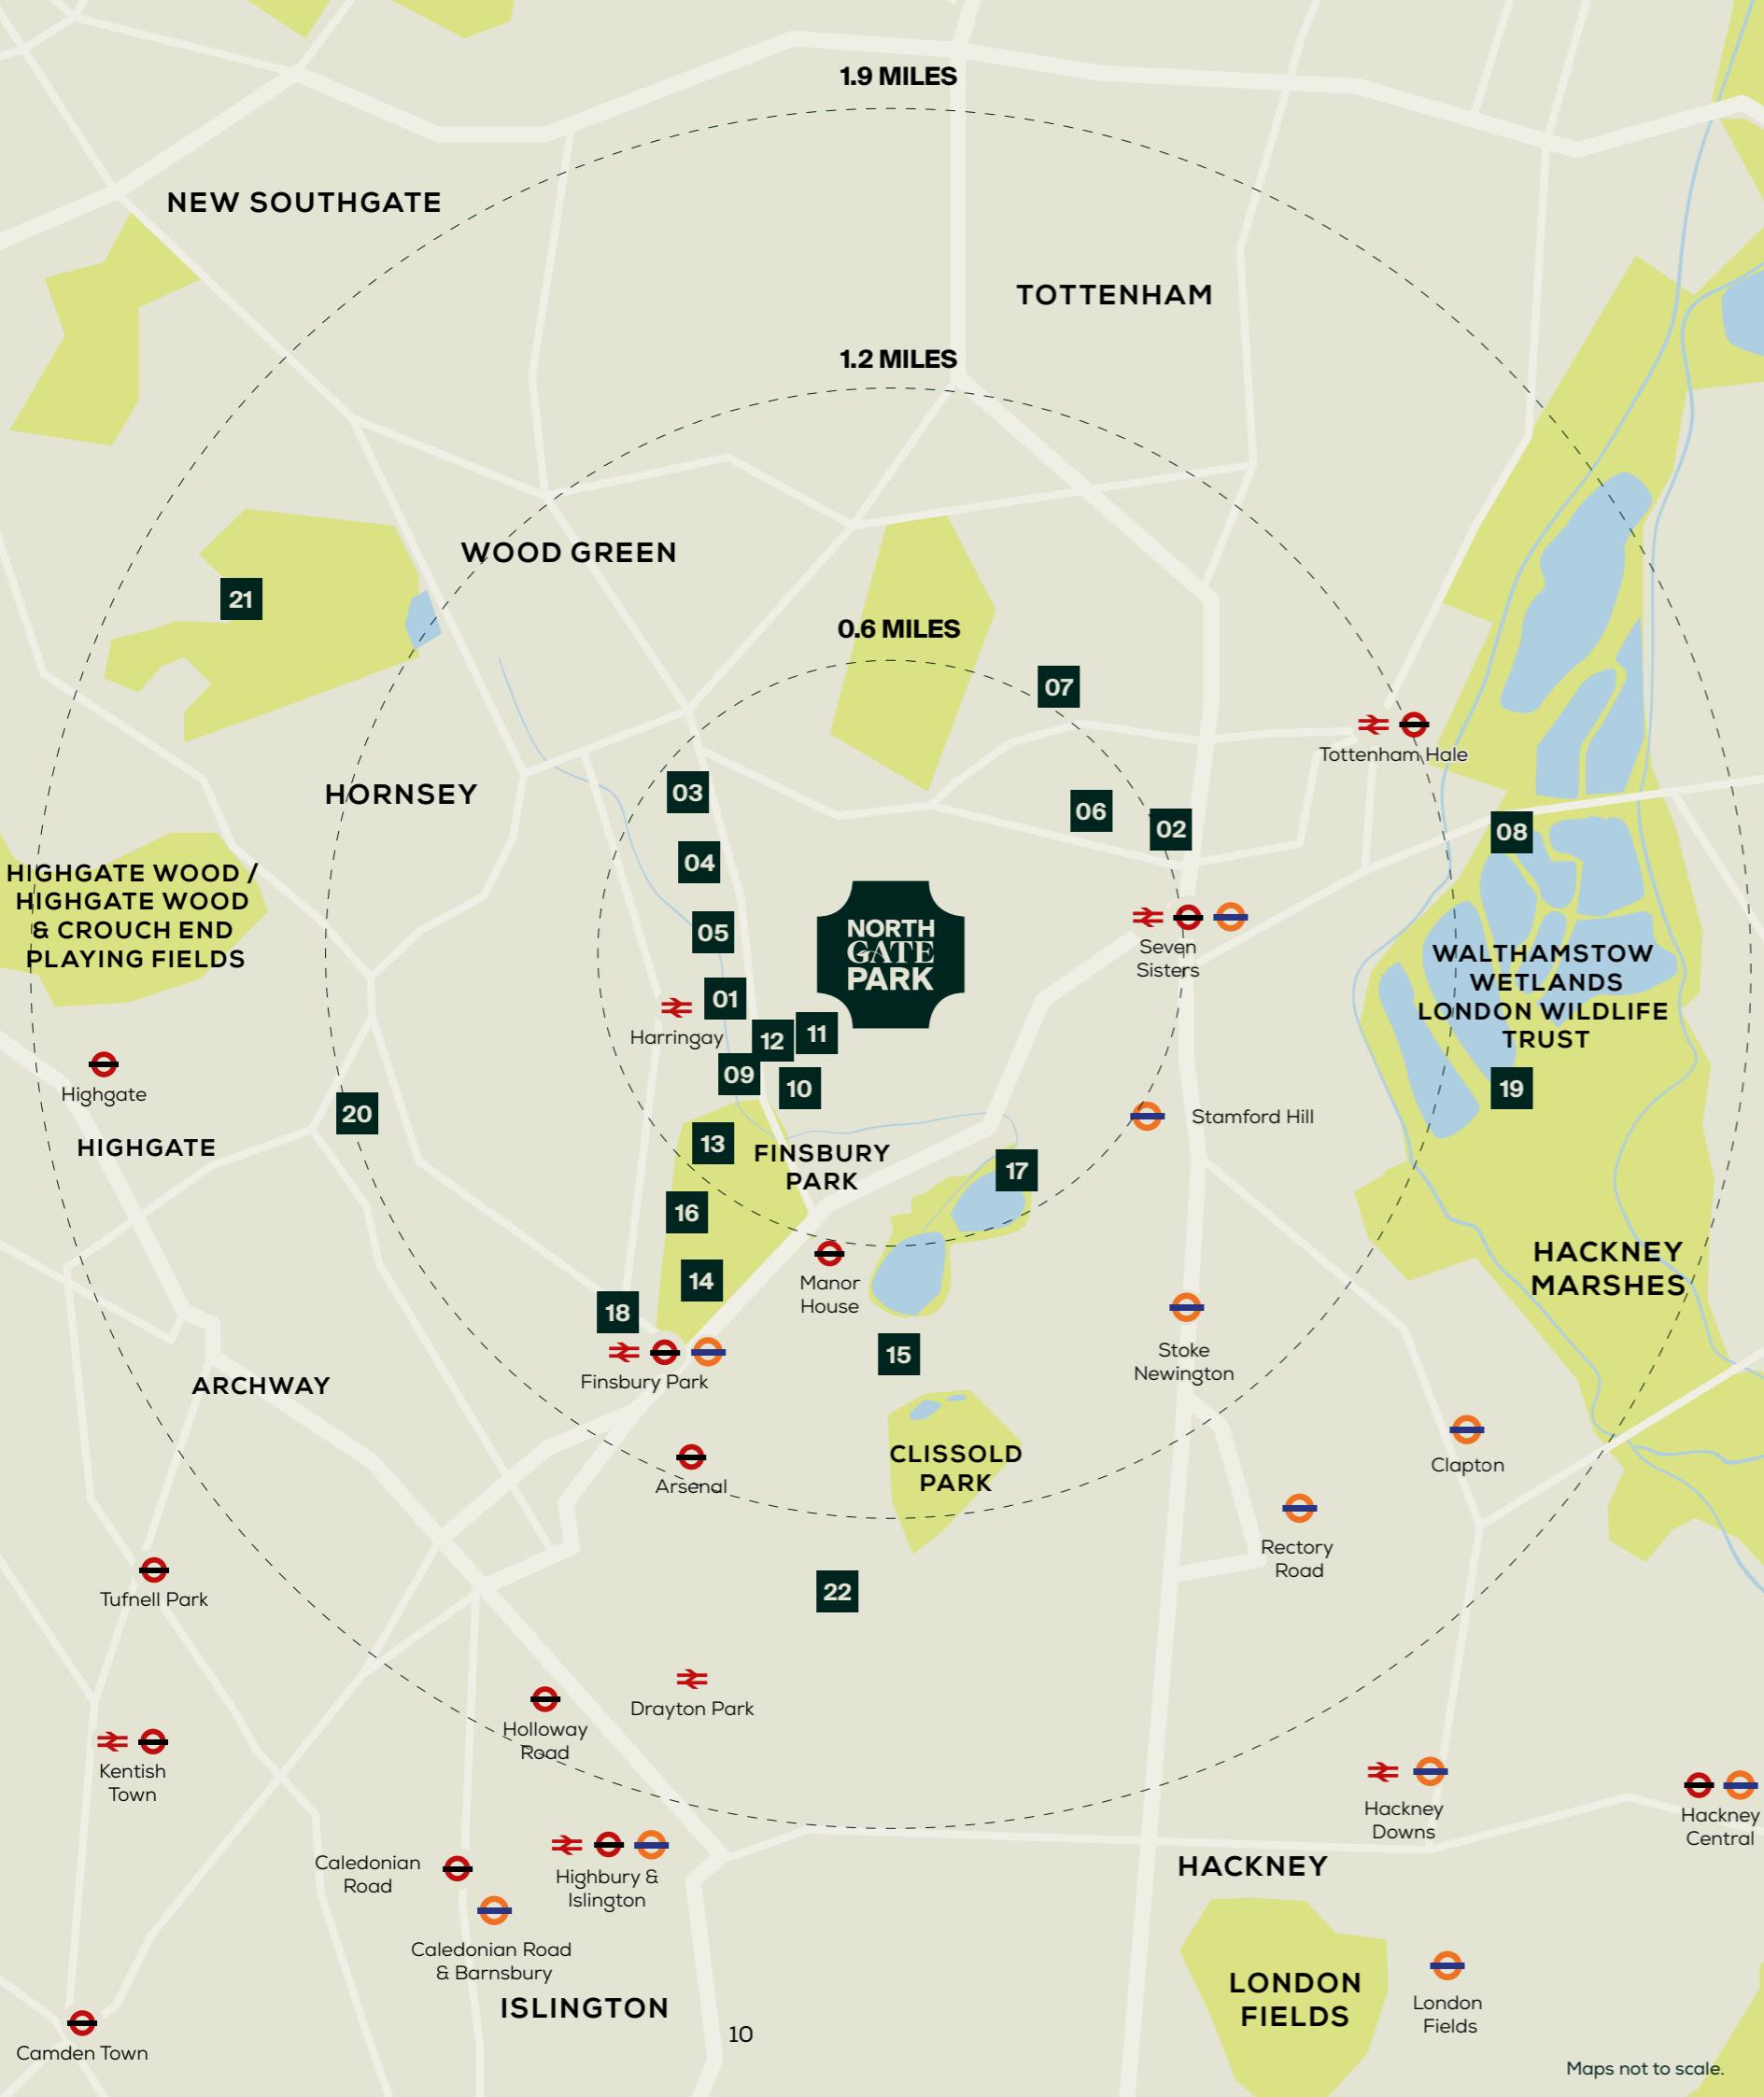 1.9 MILES
NEW SOUTHGATE
TOTTENHAM
1.2 MILES
WOOD GREEN
21
0.6 MILES
07
Tottenham Hale
03
HORNSEY
06
02
08
04
HIGHGATE WOOD /
HIGHGATE WOOD
& CROUCH END
PLAYING FIELDS
05
NORTH
GATE
PARK
Seven
Sisters
WALTHAMSTOW
WETLANDS
LONDON WILDLIFE
TRUST
01
Harringay
12
11
09
10
19
Highgate
20
Stamford Hill
HIGHGATE
13
FINSBURY
PARK
17
16
HACKNEY
MARSHES
14
Manor
House
18
Finsbury Park
15
Stoke
Newington
ARCHWAY
Arsenal
CLISSOLD
PARK
Clapton
Rectory
Road
Tufnell Park
22
Drayton Park
Holloway
Road
Kentish
Town
Hackney
Downs
Hackney
Central
Caledonian
Road
Highbury &
Islington
HACKNEY
Caledonian Road
& Barnsbury
ISLINGTON
LONDON
FIELDS
London
Fields
10
Camden Town
Maps not to scale.